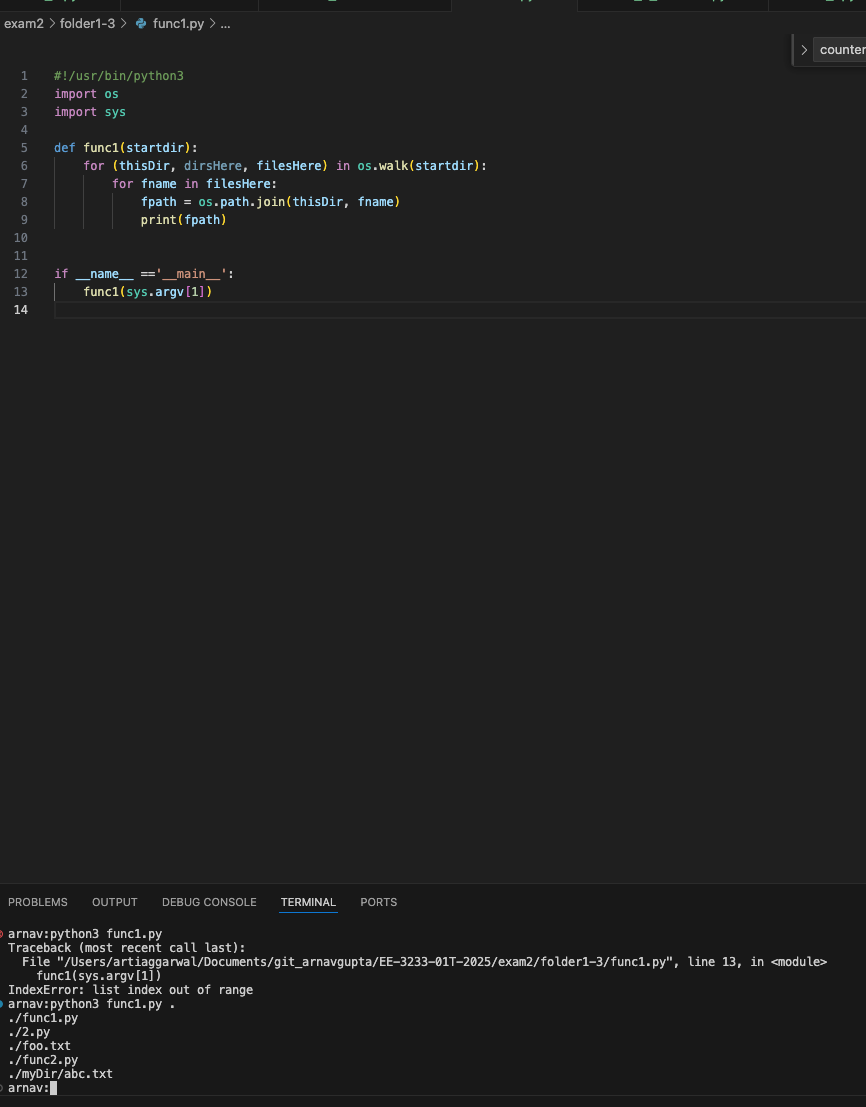 exam2 > folder1-3 > func1.py > ...
counter
1 #!/usr/bin/python3
2 import os
3 import sys
4
5 def func1(startdir):
6     for (thisDir, dirsHere, filesHere) in os.walk(startdir):
7         for fname in filesHere:
8             fpath = os.path.join(thisDir, fname)
9             print(fpath)
10
11
12 if __name__ =='__main__':
13     func1(sys.argv[1])
14
PROBLEMS OUTPUT DEBUG CONSOLE TERMINAL PORTS
arnav:python3 func1.py
Traceback (most recent call last):
  File "/Users/artiaggarwal/Documents/git_arnavgupta/EE-3233-01T-2025/exam2/folder1-3/func1.py", line 13, in <module>
    func1(sys.argv[1])
IndexError: list index out of range
arnav:python3 func1.py .
./func1.py
./2.py
./foo.txt
./func2.py
./myDir/abc.txt
arnav: